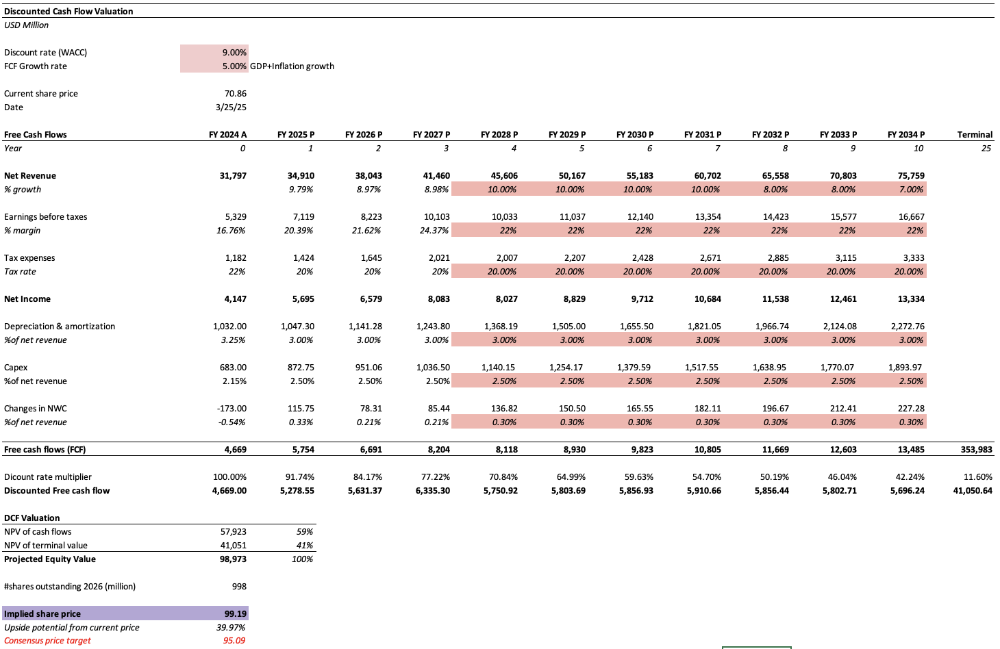 Discounted Cash Flow Valuation
USD Million
Discount rate (WACC) 9.00%
FCF Growth rate 5.00% GDP+Inflation growth
Current share price 70.86
Date 3/25/25
Free Cash Flows FY 2024 A FY 2025 P FY 2026 P FY 2027 P FY 2028 P FY 2029 P FY 2030 P FY 2031 P FY 2032 P FY 2033 P FY 2034 P Terminal
Year 0 1 2 3 4 5 6 7 8 9 10 25
Net Revenue 31,797 34,910 38,043 41,460 45,606 50,167 55,183 60,702 65,558 70,803 75,759
% growth 9.79% 8.97% 8.98% 10.00% 10.00% 10.00% 10.00% 8.00% 8.00% 7.00%
Earnings before taxes 5,329 7,119 8,223 10,103 10,033 11,037 12,140 13,354 14,423 15,577 16,667
% margin 16.76% 20.39% 21.62% 24.37% 22% 22% 22% 22% 22% 22% 22%
Tax expenses 1,182 1,424 1,645 2,021 2,007 2,207 2,428 2,671 2,885 3,115 3,333
Tax rate 22% 20% 20% 20% 20.00% 20.00% 20.00% 20.00% 20.00% 20.00% 20.00%
Net Income 4,147 5,695 6,579 8,083 8,027 8,829 9,712 10,684 11,538 12,461 13,334
Depreciation & amortization 1,032.00 1,047.30 1,141.28 1,243.80 1,368.19 1,505.00 1,655.50 1,821.05 1,966.74 2,124.08 2,272.76
%of net revenue 3.25% 3.00% 3.00% 3.00% 3.00% 3.00% 3.00% 3.00% 3.00% 3.00% 3.00%
Capex 683.00 872.75 951.06 1,036.50 1,140.15 1,254.17 1,379.59 1,517.55 1,638.95 1,770.07 1,893.97
%of net revenue 2.15% 2.50% 2.50% 2.50% 2.50% 2.50% 2.50% 2.50% 2.50% 2.50% 2.50%
Changes in NWC -173.00 115.75 78.31 85.44 136.82 150.50 165.55 182.11 196.67 212.41 227.28
%of net revenue -0.54% 0.33% 0.21% 0.21% 0.30% 0.30% 0.30% 0.30% 0.30% 0.30% 0.30%
Free cash flows (FCF) 4,669 5,754 6,691 8,204 8,118 8,930 9,823 10,805 11,669 12,603 13,485 353,983
Dicount rate multiplier 100.00% 91.74% 84.17% 77.22% 70.84% 64.99% 59.63% 54.70% 50.19% 46.04% 42.24% 11.60%
Discounted Free cash flow 4,669.00 5,278.55 5,631.37 6,335.30 5,750.92 5,803.69 5,856.93 5,910.66 5,856.44 5,802.71 5,696.24 41,050.64
DCF Valuation
NPV of cash flows 57,923 59%
NPV of terminal value 41,051 41%
Projected Equity Value 98,973 100%
#shares outstanding 2026 (million) 998
Implied share price 99.19
Upside potential from current price 39.97%
Consensus price target 95.09